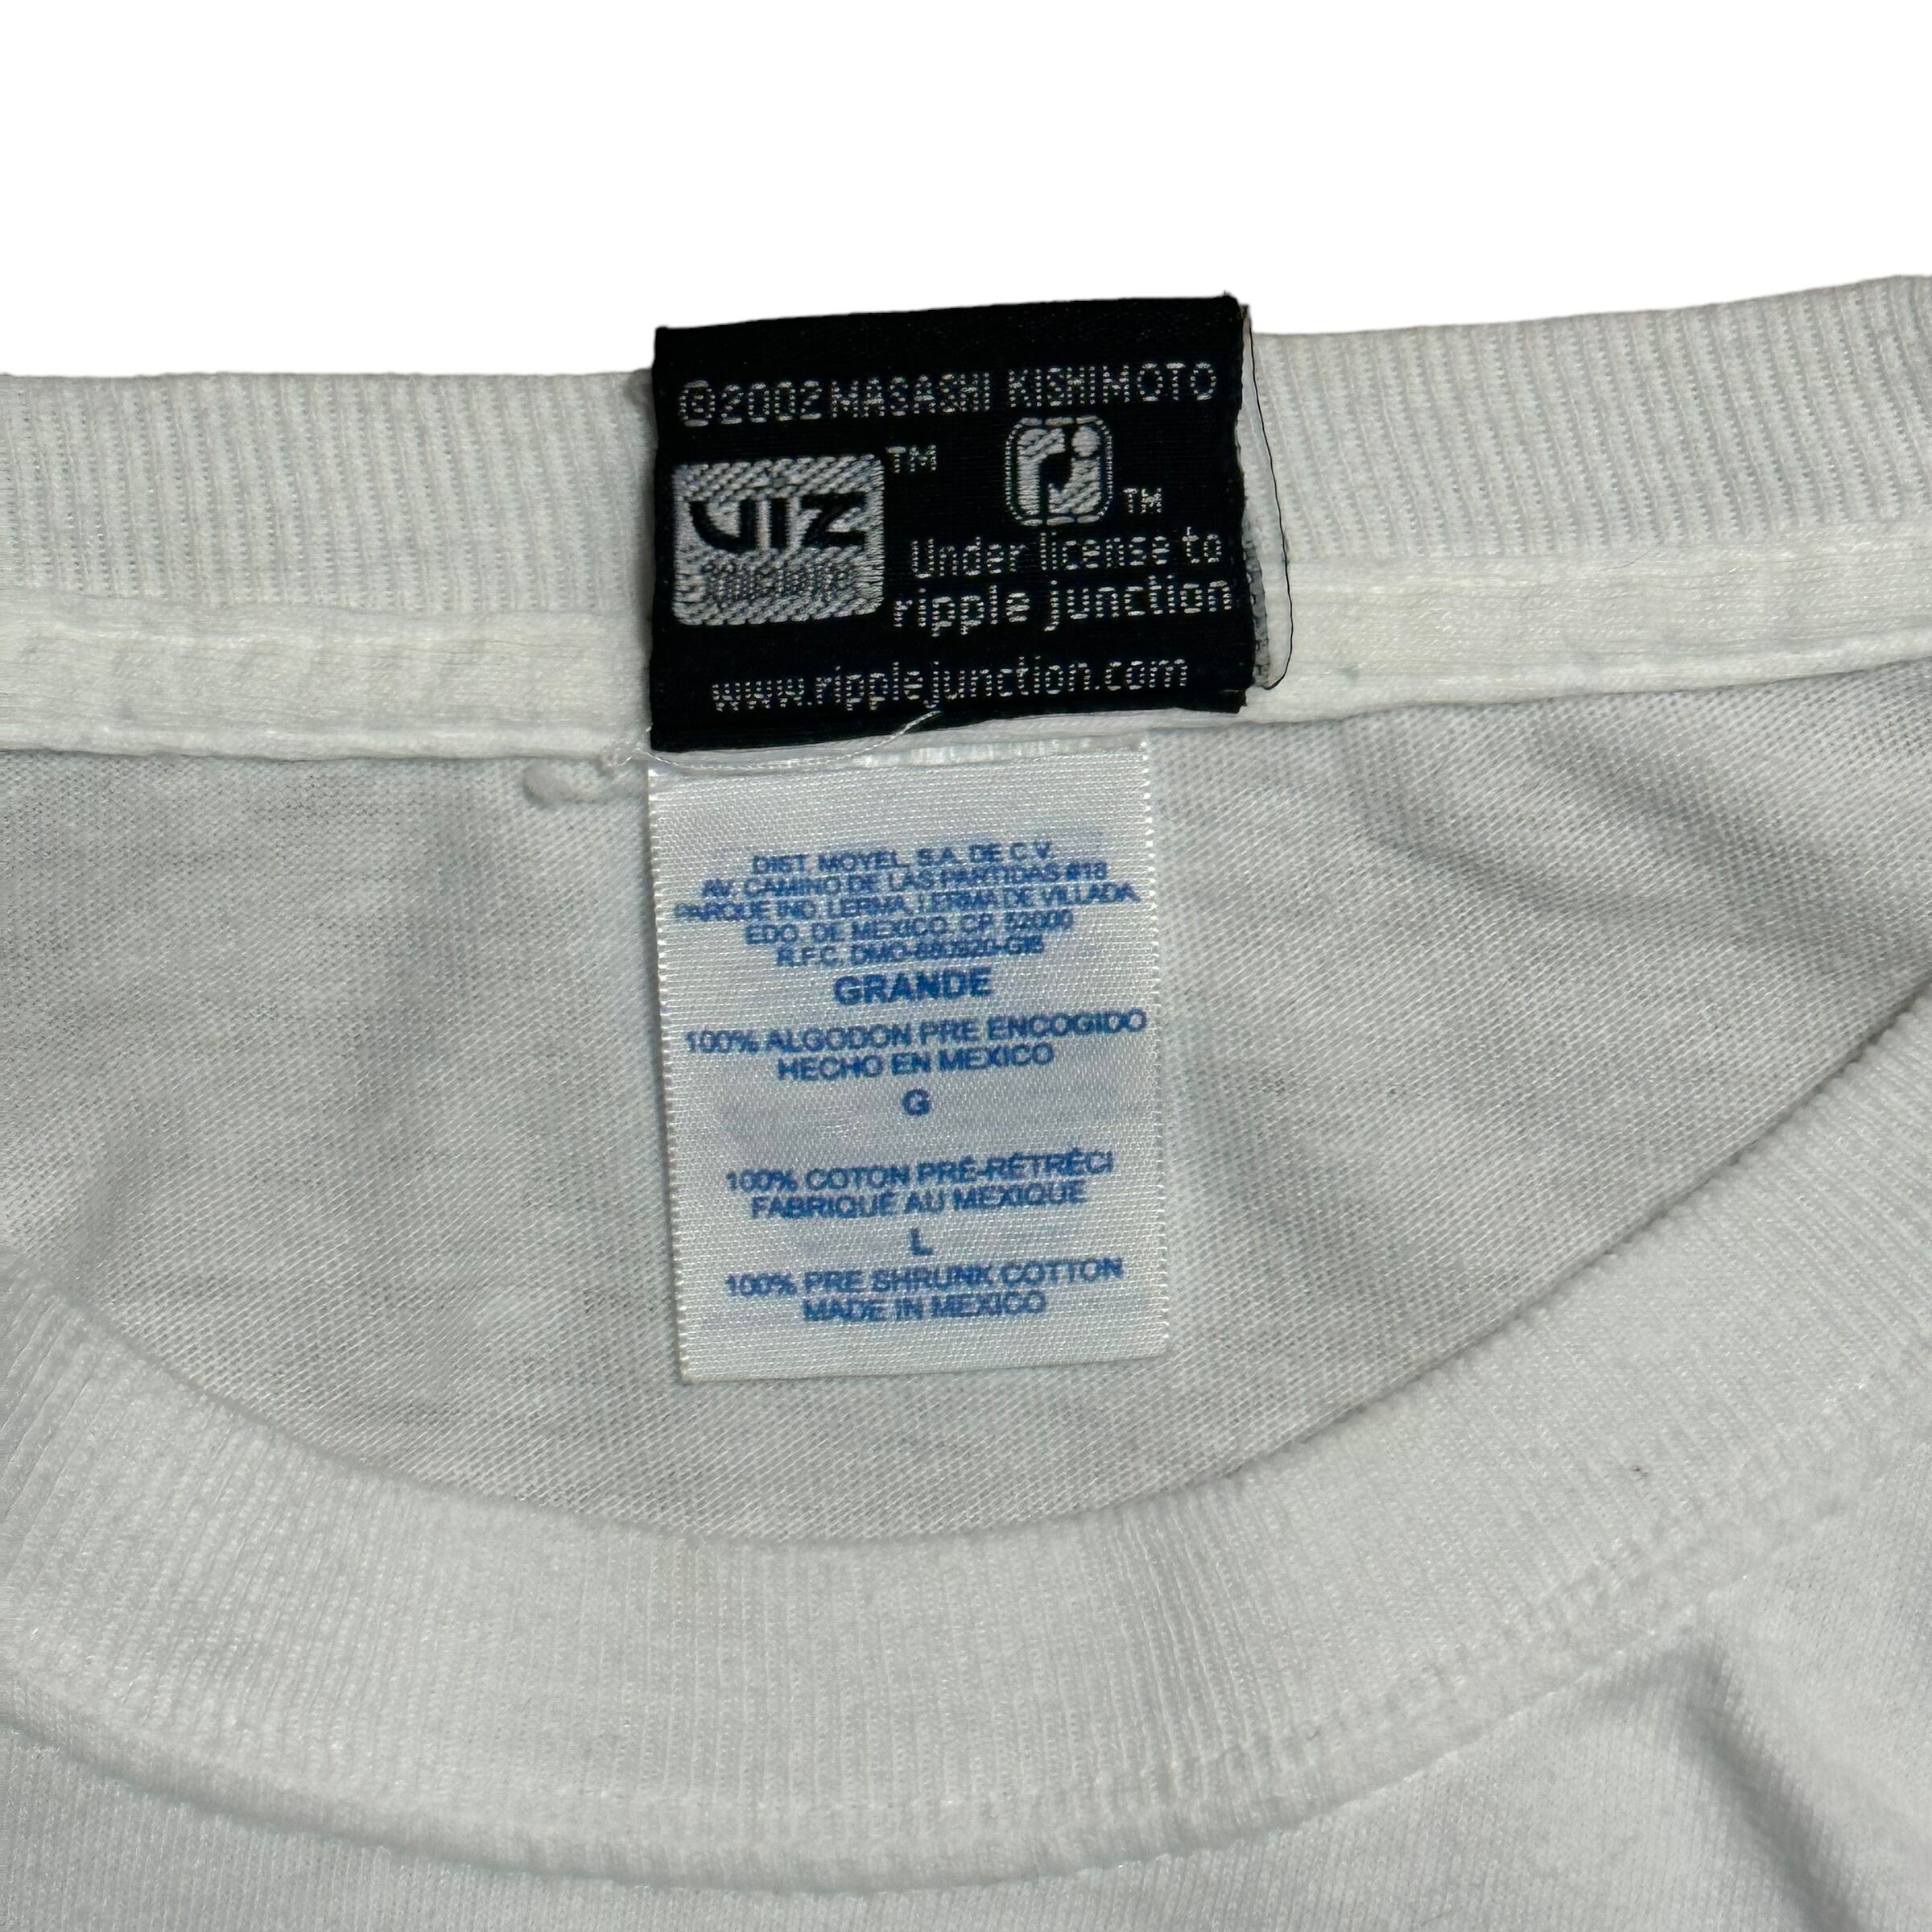 ©2002 MASASHI KISHIMOTO
VIZ TM
TM
Under license to
ripple junction
www.ripplejunction.com
DIST. MOYEL, S.A. DE C.V.
AV. CAMINO DE LAS PARTIDAS #18
PARQUE IND. LERMA, LERMA DE VILLADA,
EDO. DE MEXICO. CP. 52000
R.F.C.
GRANDE
100% ALGODON PRE ENCOGIDO
HECHO EN MEXICO
G
100% COTON PRÉ-RÉTRÉCI
FABRIQUÉ AU MEXIQUE
L
100% PRE SHRUNK COTTON
MADE IN MEXICO